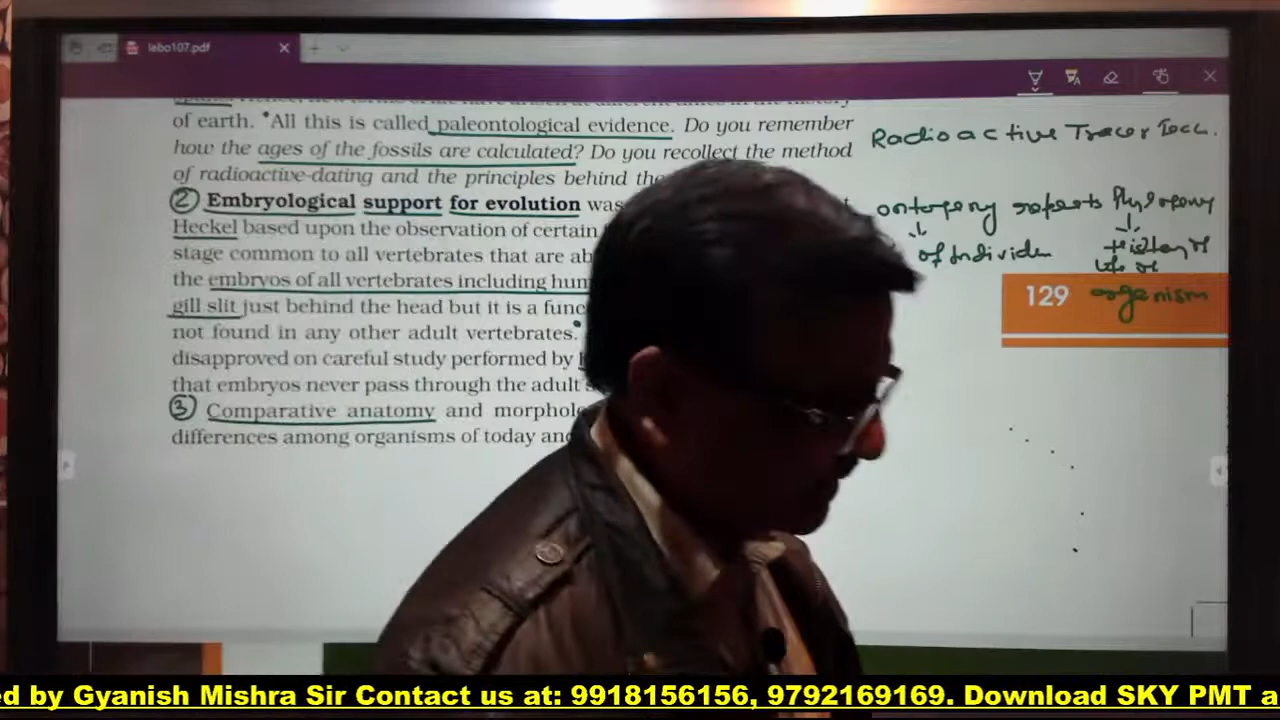 lebo107.pdf
of earth. All this is called paleontological evidence. Do you remember
how the ages of the fossils are calculated? Do you recollect the method
of radioactive-dating and the principles behind the
② Embryological support for evolution was
Heckel based upon the observation of certain
stage common to all vertebrates that are ab
the embryos of all vertebrates including hum
gill slit just behind the head but it is a func
not found in any other adult vertebrates.
disapproved on careful study performed by
that embryos never pass through the adult
③ Comparative anatomy and morpholo
differences among organisms of today and
Radioactive Tracer Tech.
ontogeny repeats Phylogeny
of Individu
life of
129 organism
ed by Gyanish Mishra Sir Contact us at: 9918156156, 9792169169. Download SKY PMT a